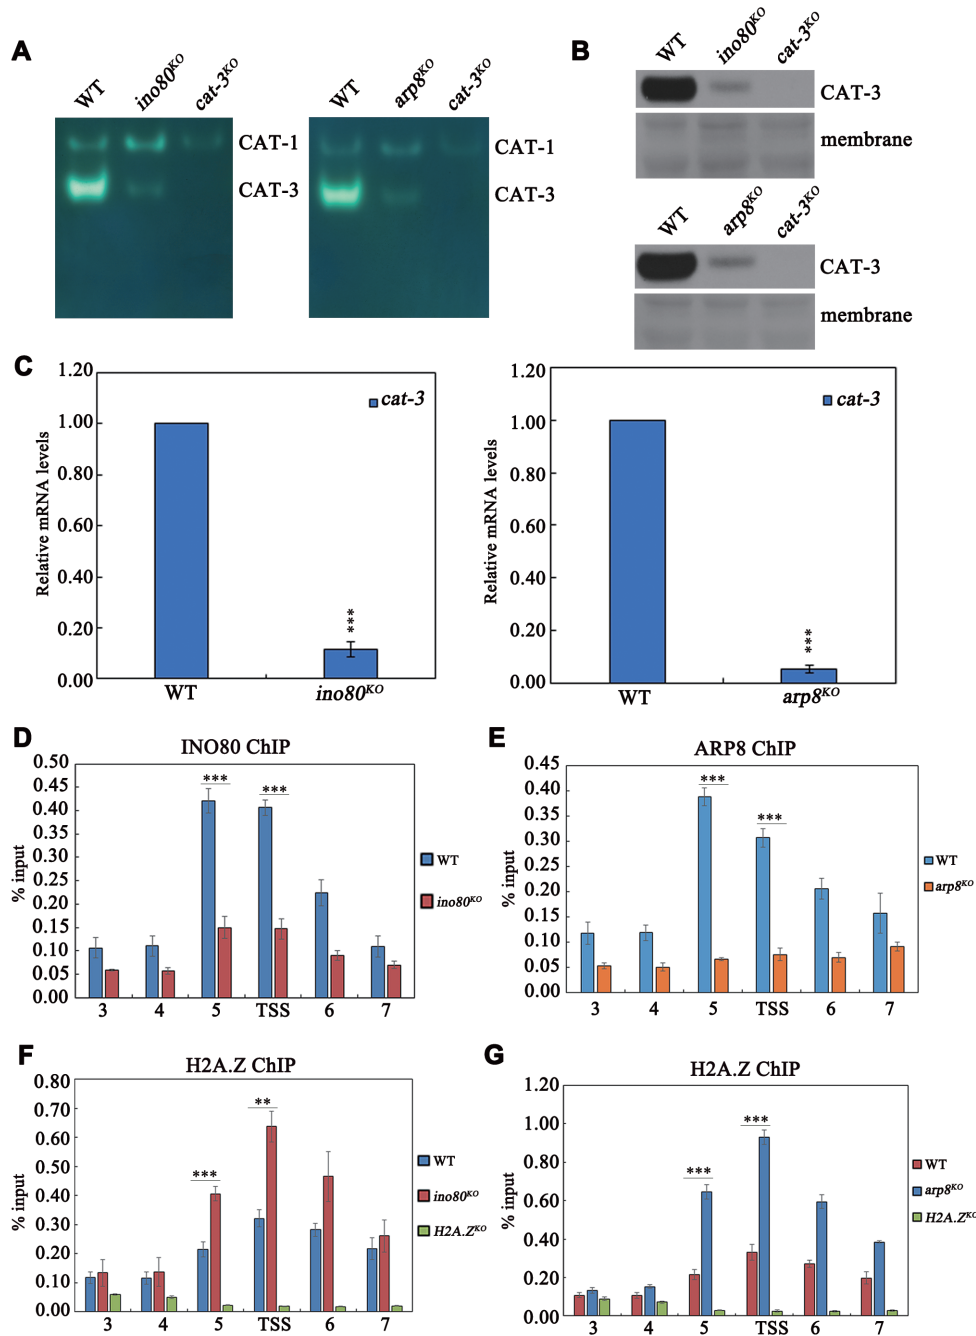 A
WT ino80KO cat-3KO
CAT-1
CAT-3
WT arp8KO cat-3KO
CAT-1
CAT-3
B
WT ino80KO cat-3KO
CAT-3
membrane
WT arp8KO cat-3KO
CAT-3
membrane
C
Relative mRNA levels
1.20
1.00
0.80
0.60
0.40
0.20
0.00
cat-3
***
WT ino80KO
Relative mRNA levels
1.20
1.00
0.80
0.60
0.40
0.20
0.00
cat-3
***
WT arp8KO
D
INO80 ChIP
% input
0.50
0.45
0.40
0.35
0.30
0.25
0.20
0.15
0.10
0.05
0.00
*** ***
WT
ino80KO
3 4 5 TSS 6 7
E
ARP8 ChIP
% input
0.45
0.40
0.35
0.30
0.25
0.20
0.15
0.10
0.05
0.00
*** ***
WT
arp8KO
3 4 5 TSS 6 7
F
H2A.Z ChIP
% input
0.80
0.70
0.60
0.50
0.40
0.30
0.20
0.10
0.00
*** **
WT
ino80KO
H2A.ZKO
3 4 5 TSS 6 7
G
H2A.Z ChIP
% input
1.20
1.00
0.80
0.60
0.40
0.20
0.00
*** ***
WT
arp8KO
H2A.ZKO
3 4 5 TSS 6 7